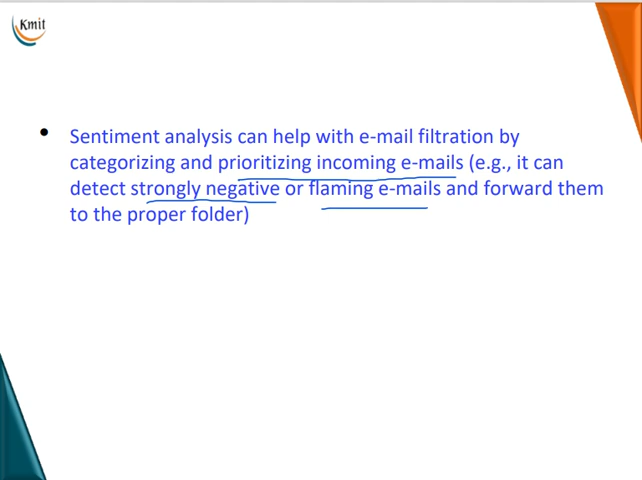 Kmit
• Sentiment analysis can help with e-mail filtration by
categorizing and prioritizing incoming e-mails (e.g., it can
detect strongly negative or flaming e-mails and forward them
to the proper folder)